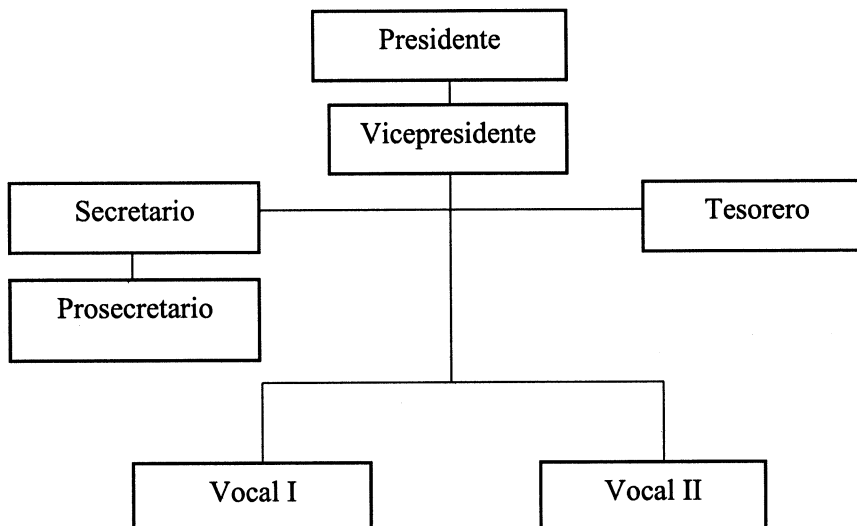 Presidente
Vicepresidente
Secretario
Tesorero
Prosecretario
Vocal I
Vocal II